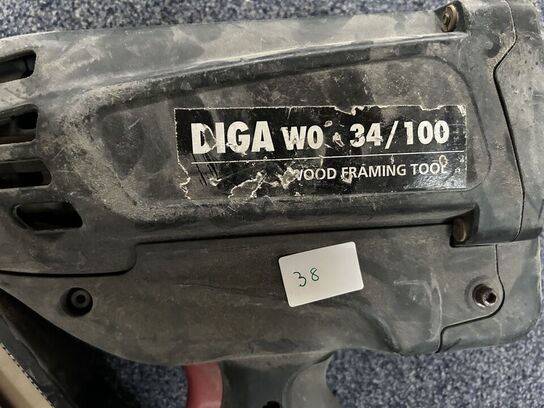 DIGA WO 34/100
WOOD FRAMING TOOL
38